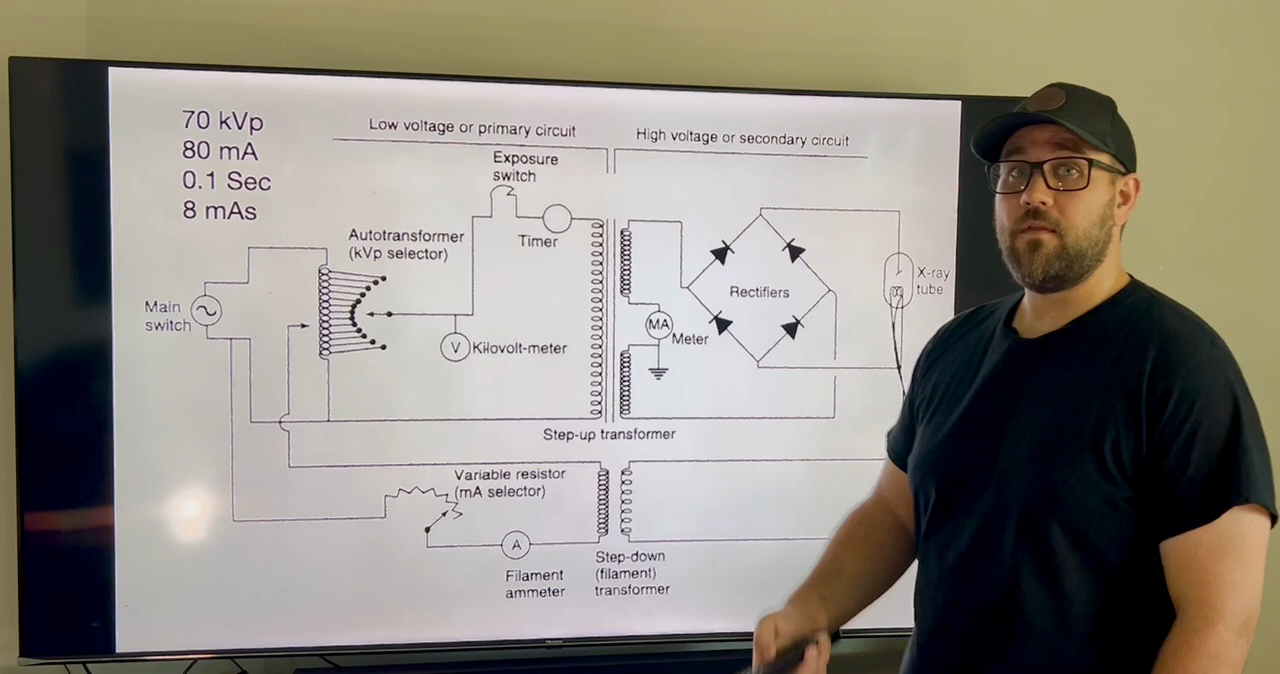 70 kVp
80 mA
0.1 Sec
8 mAs
Low voltage or primary circuit
High voltage or secondary circuit
Exposure
switch
Timer
Autotransformer
(kVp selector)
Main
switch
V
Kilovolt-meter
MA
Meter
Rectifiers
X-ray
tube
Step-up transformer
Variable resistor
(mA selector)
A
Filament
ammeter
Step-down
(filament)
transformer
Hisense